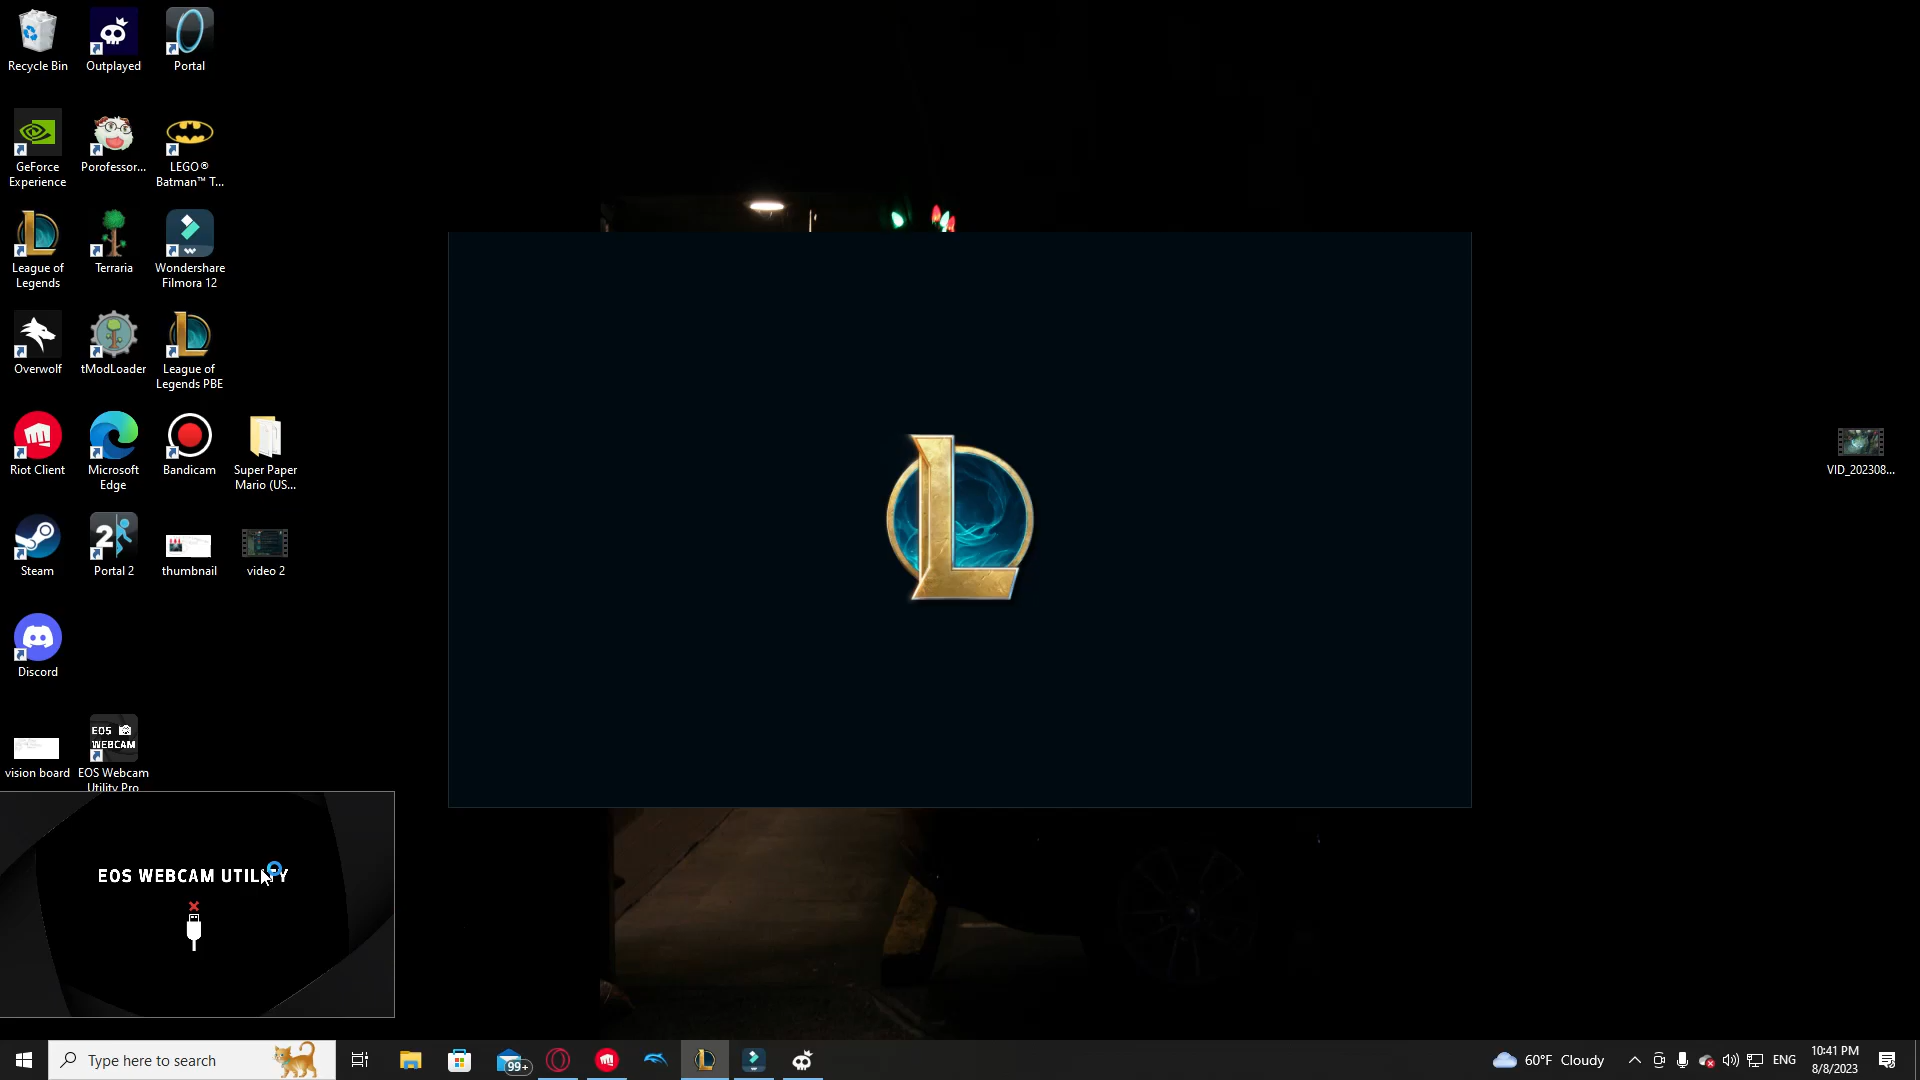 Recycle Bin
Outplayed
Portal
GeForce
Experience
Porofessor...
LEGO®
Batman™ T...
League of
Legends
Terraria
Wondershare
Filmora 12
Overwolf
tModLoader
League of
Legends PBE
Riot Client
Microsoft
Edge
Bandicam
Super Paper
Mario (US...
VID_202308...
Steam
2
Portal 2
thumbnail
video 2
Discord
EOS
WEBCAM
vision board
EOS Webcam
Utility Pro
EOS WEBCAM UTILITY
Type here to search
99+
60°F Cloudy
ENG
10:41 PM
8/8/2023